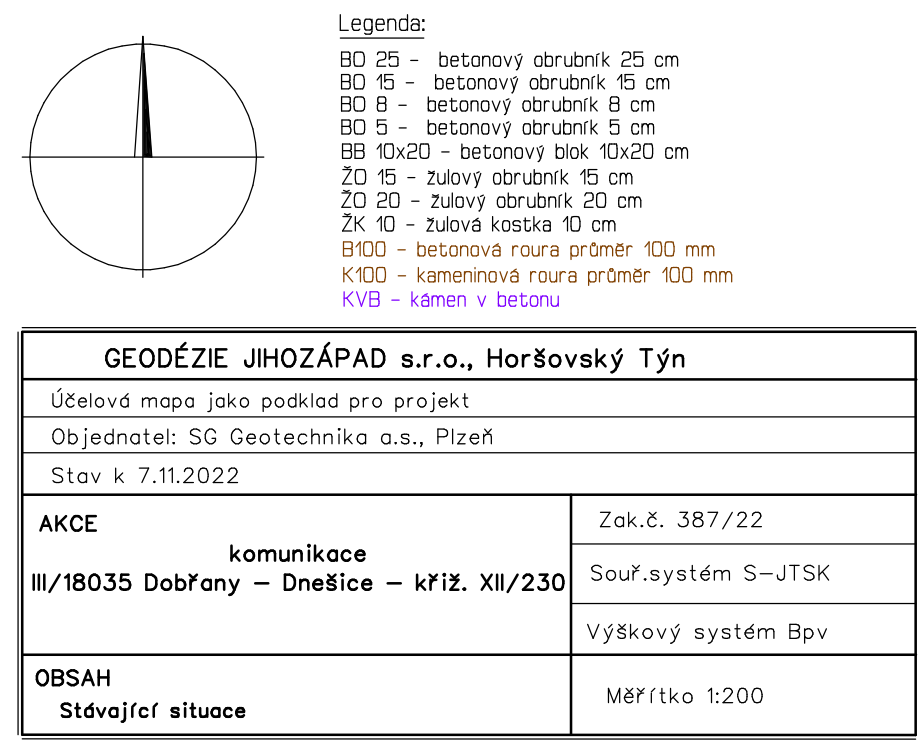 Legenda:
BO 25 - betonový obrubník 25 cm
BO 15 - betonový obrubník 15 cm
BO 8 - betonový obrubník 8 cm
BO 5 - betonový obrubník 5 cm
BB 10x20 - betonový blok 10x20 cm
ŽO 15 - žulový obrubník 15 cm
ŽO 20 - žulový obrubník 20 cm
ŽK 10 - žulová kostka 10 cm
B100 - betonová roura průměr 100 mm
K100 - kameninová roura průměr 100 mm
KVB - kámen v betonu
GEODÉZIE JIHOZÁPAD s.r.o., Horšovský Týn
Účelová mapa jako podklad pro projekt
Objednatel: SG Geotechnika a.s., Plzeň
Stav k 7.11.2022
AKCE
komunikace
III/18035 Dobřany – Dnešice – křiž. XII/230
Zak.č. 387/22
Souř.systém S–JTSK
Výškový systém Bpv
OBSAH
Stávající situace
Měřítko 1:200